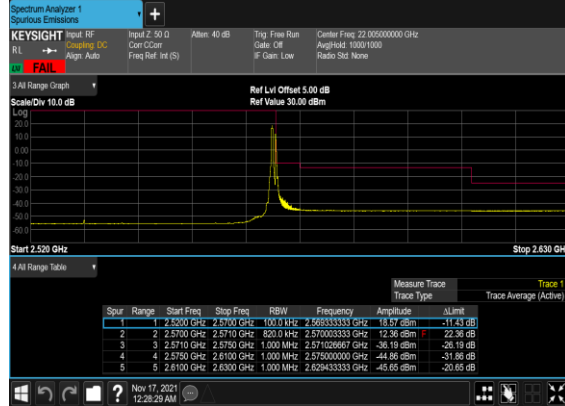 Spectrum Analyzer 1
Spurious Emissions
+
KEYSIGHT Input: RF Input Z: 50 Ω Atten: 40 dB Trig: Free Run Center Freq: 22.005000000 GHz
RL Coupling: DC Corr CCorr Gate: Off Avg|Hold: 1000/1000
Align: Auto Freq Ref: Int (S) IF Gain: Low Radio Std: None
LV FAIL
3 All Range Graph
Ref Lvl Offset 5.00 dB
Scale/Div 10.0 dB Ref Value 30.00 dBm
Log
20.0
10.0
0.00
-10.0
-20.0
-30.0
-40.0
-50.0
-60.0
Start 2.520 GHz Stop 2.630 GH
4 All Range Table
Measure Trace Trace 1
Trace Type Trace Average (Active)
Spur Range Start Freq Stop Freq RBW Frequency Amplitude ΔLimit
1 1 2.5200 GHz 2.5700 GHz 100.0 kHz 2.569333333 GHz 18.57 dBm -11.43 dB
2 2 2.5700 GHz 2.5710 GHz 820.0 kHz 2.570003333 GHz 12.36 dBm F 22.36 dB
3 3 2.5710 GHz 2.5750 GHz 1.000 MHz 2.571026667 GHz -36.19 dBm -26.19 dB
4 4 2.5750 GHz 2.6100 GHz 1.000 MHz 2.575000000 GHz -44.86 dBm -31.86 dB
5 5 2.6100 GHz 2.6300 GHz 1.000 MHz 2.629433333 GHz -45.65 dBm -20.65 dB
? Nov 17, 2021
12:28:29 AM